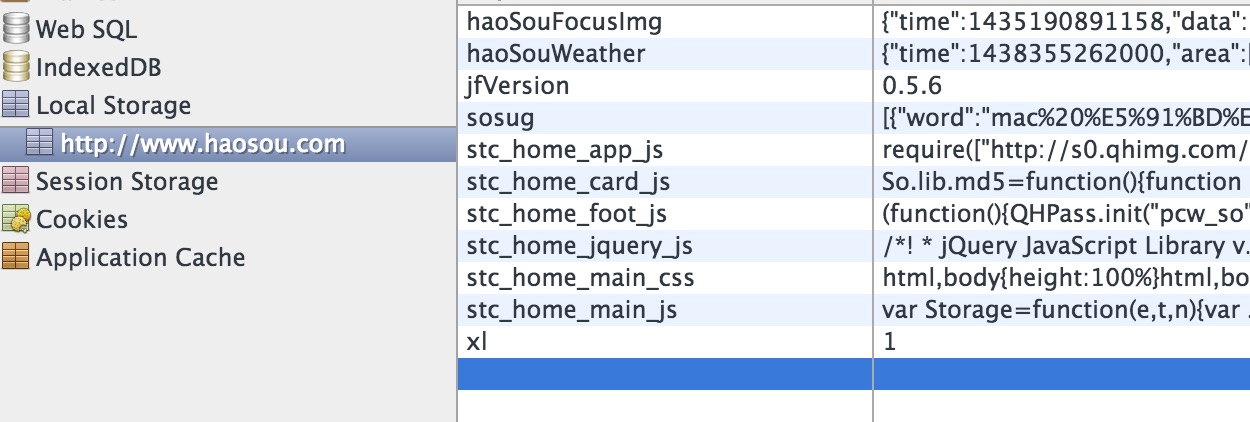 Web SQL
IndexedDB
Local Storage
http://www.haosou.com
Session Storage
Cookies
Application Cache
haoSouFocusImg {"time":1435190891158,"data":
haoSouWeather {"time":1438355262000,"area":[
jfVersion 0.5.6
sosug [{"word":"mac%20%E5%91%BD%E
stc_home_app_js require(["http://s0.qhimg.com/
stc_home_card_js So.lib.md5=function(){function
stc_home_foot_js (function(){QHPass.init("pcw_so"
stc_home_jquery_js /*! * jQuery JavaScript Library v.
stc_home_main_css html,body{height:100%}html,bo
stc_home_main_js var Storage=function(e,t,n){var .
xl 1